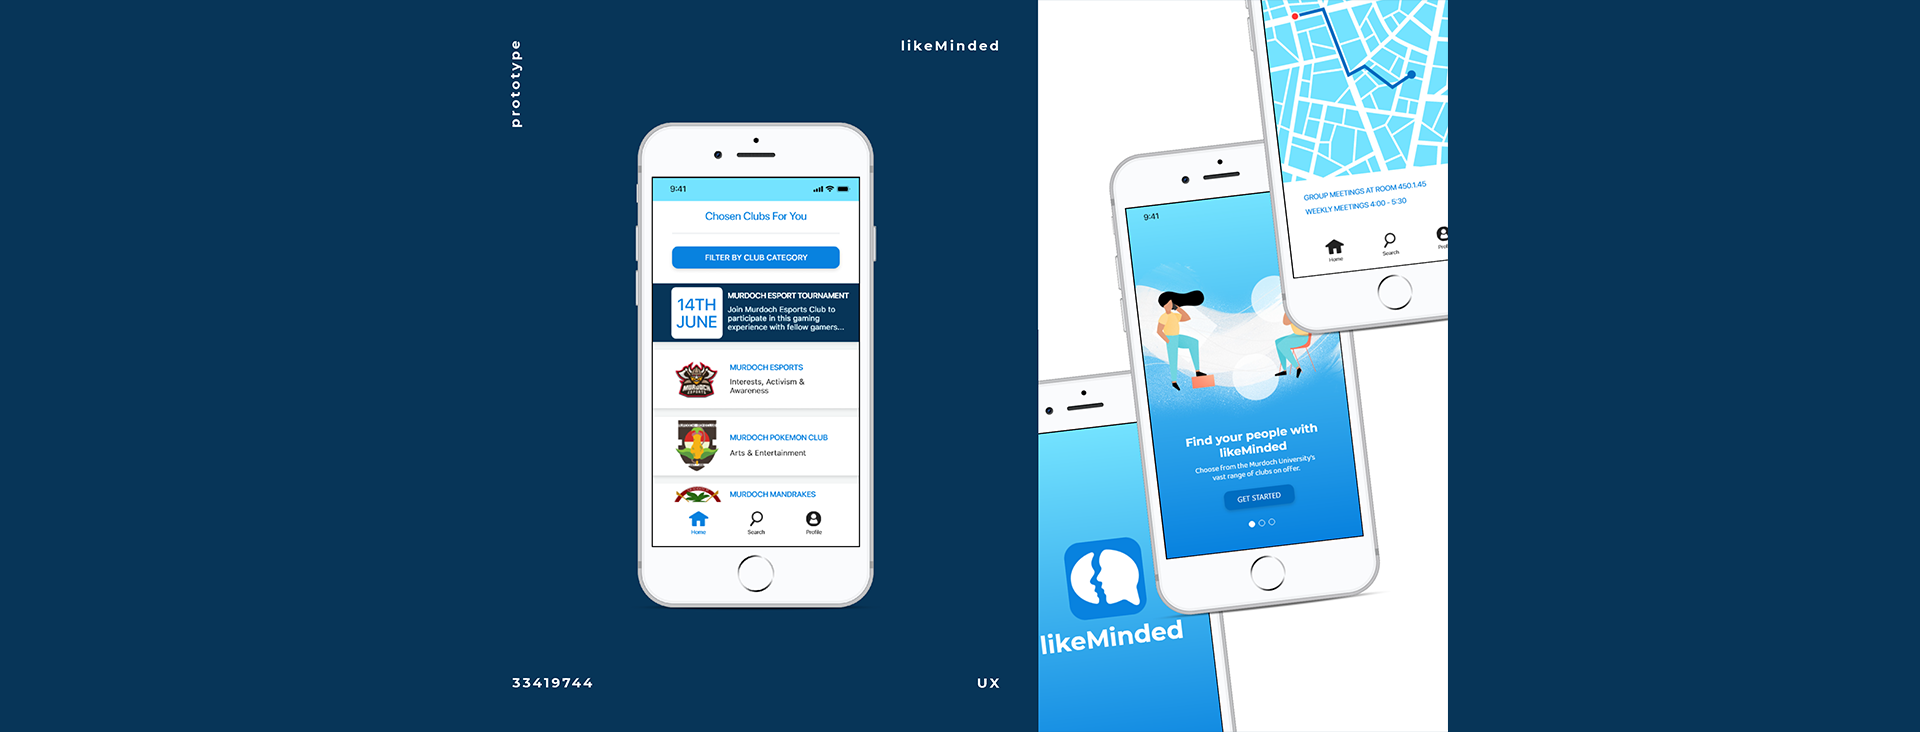 prototype
likeMinded
9:41
Chosen Clubs For You
FILTER BY CLUB CATEGORY
14TH
JUNE
MURDOCH ESPORT TOURNAMENT
Join Murdoch Esports Club to
participate in this gaming
experience with fellow gamers...
MURDOCH ESPORTS
Interests, Activism &
Awareness
MURDOCH
ESPORTS
MURDOCH POKEMON CLUB
Arts & Entertainment
MURDOCH MANDRAKES
Home
Search
Profile
33419744
UX
GROUP MEETINGS AT ROOM 450.1.45
WEEKLY MEETINGS 4:00 - 5:30
Home
Search
9:41
Find your people with
likeMinded
Choose from the Murdoch University's
vast range of clubs on offer.
GET STARTED
likeMinded